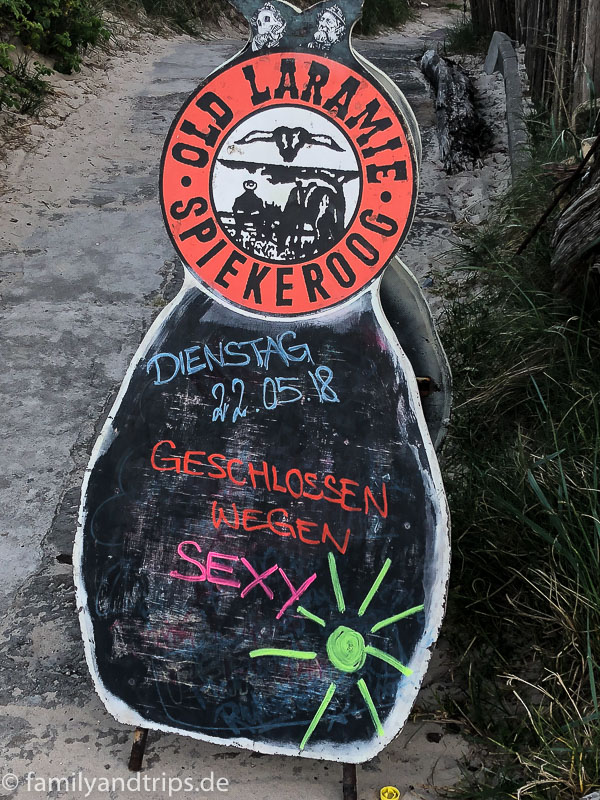 OLD LARAMIE
SPIEKEROOG
DIENSTAG
22.05.18
GESCHLOSSEN
WEGEN
SEXY
© familyandtrips.de